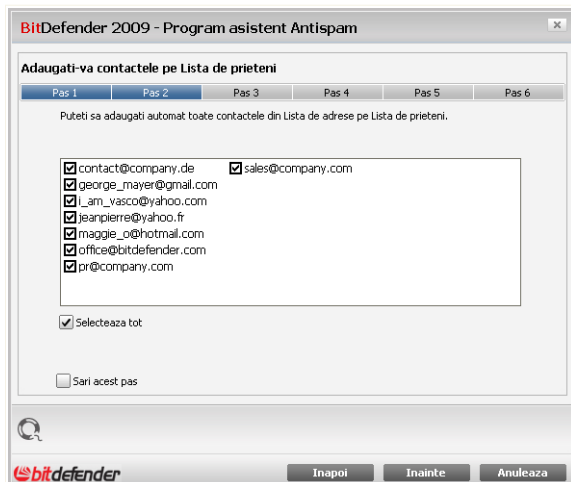 BitDefender 2009 - Program asistent Antispam
Adaugati-va contactele pe Lista de prieteni
Pas 1 Pas 2 Pas 3 Pas 4 Pas 5 Pas 6
Puteti sa adaugati automat toate contactele din Lista de adrese pe Lista de prieteni.
contact@company.de sales@company.com
george_mayer@gmail.com
i_am_vasco@yahoo.com
jeanpierre@yahoo.fr
maggie_o@hotmail.com
office@bitdefender.com
pr@company.com
Selecteaza tot
Sari acest pas
bitdefender Inapoi Inainte Anuleaza